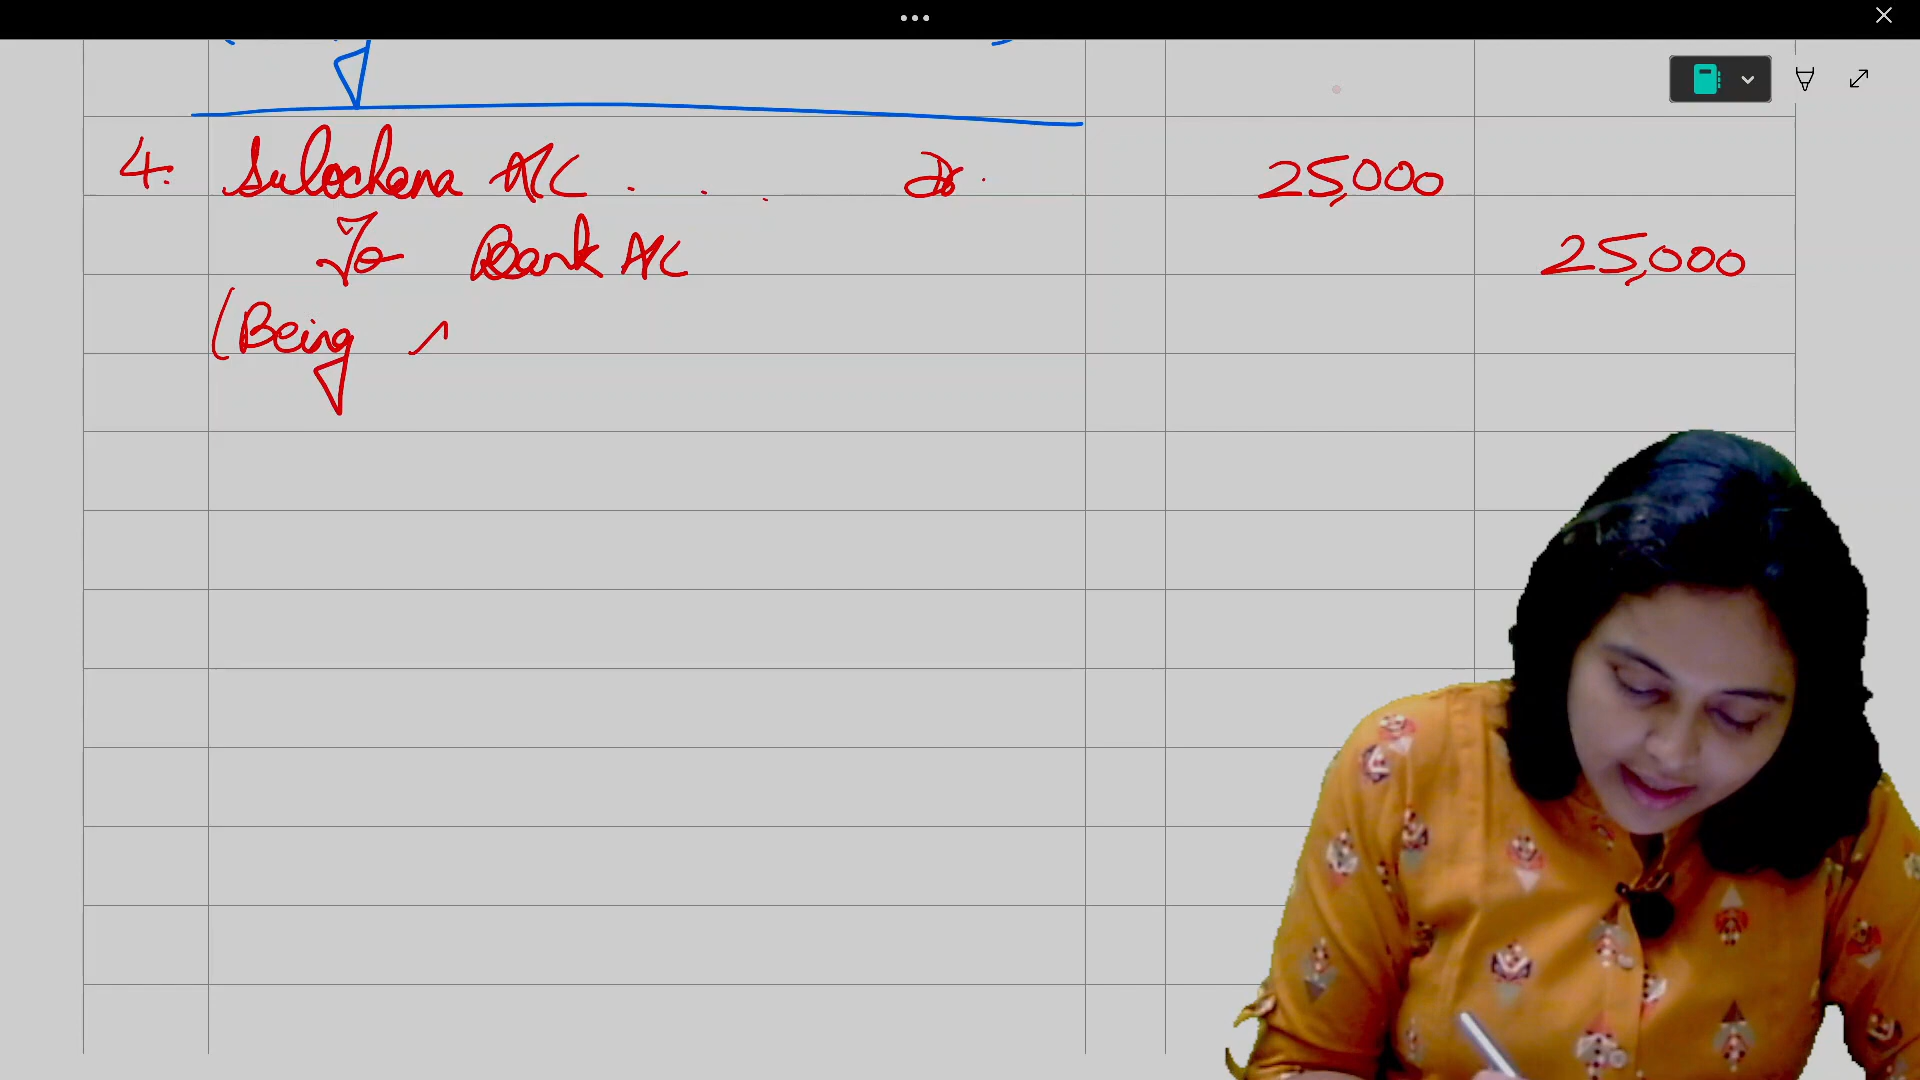 4. Sulochana A/C . . . Dr. 25,000
To Bank A/C 25,000
(Being